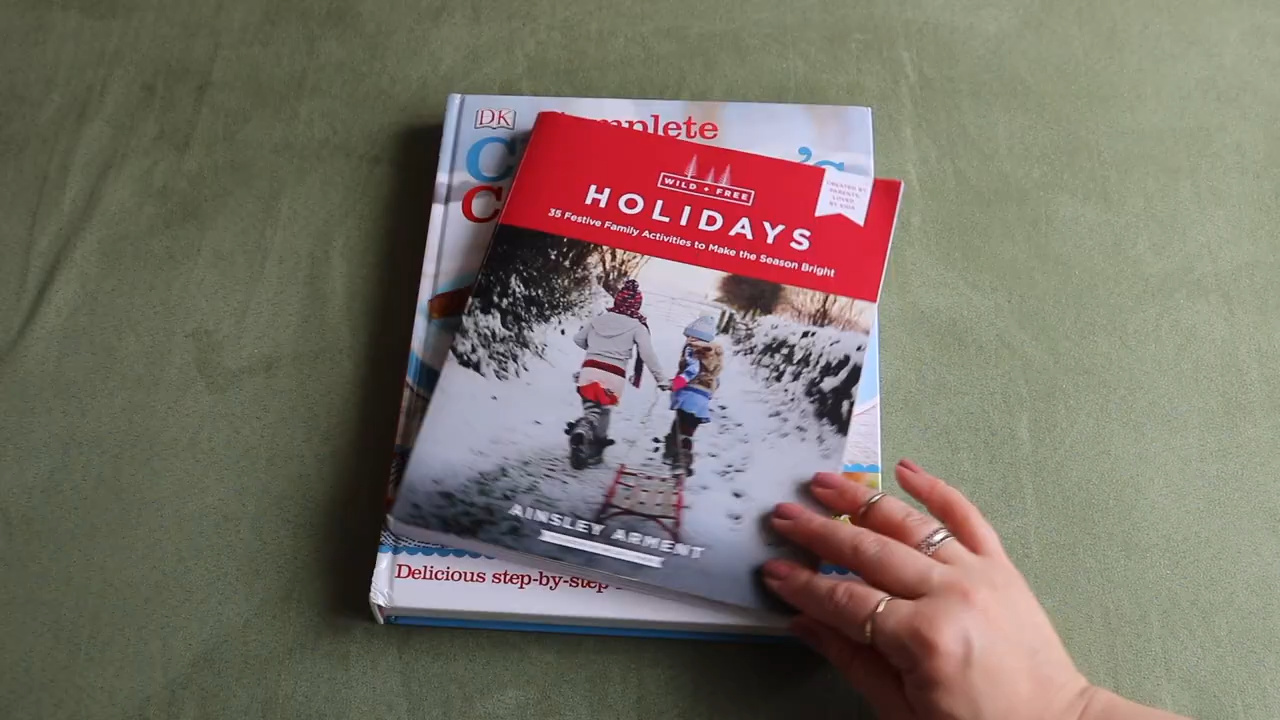 DK
Complete
C 's
C
WILD + FREE
HOLIDAYS
35 Festive Family Activities to Make the Season Bright
CREATED BY
PARENTS,
LOVED
BY KIDS
AINSLEY ARMENT
Delicious step-by-step